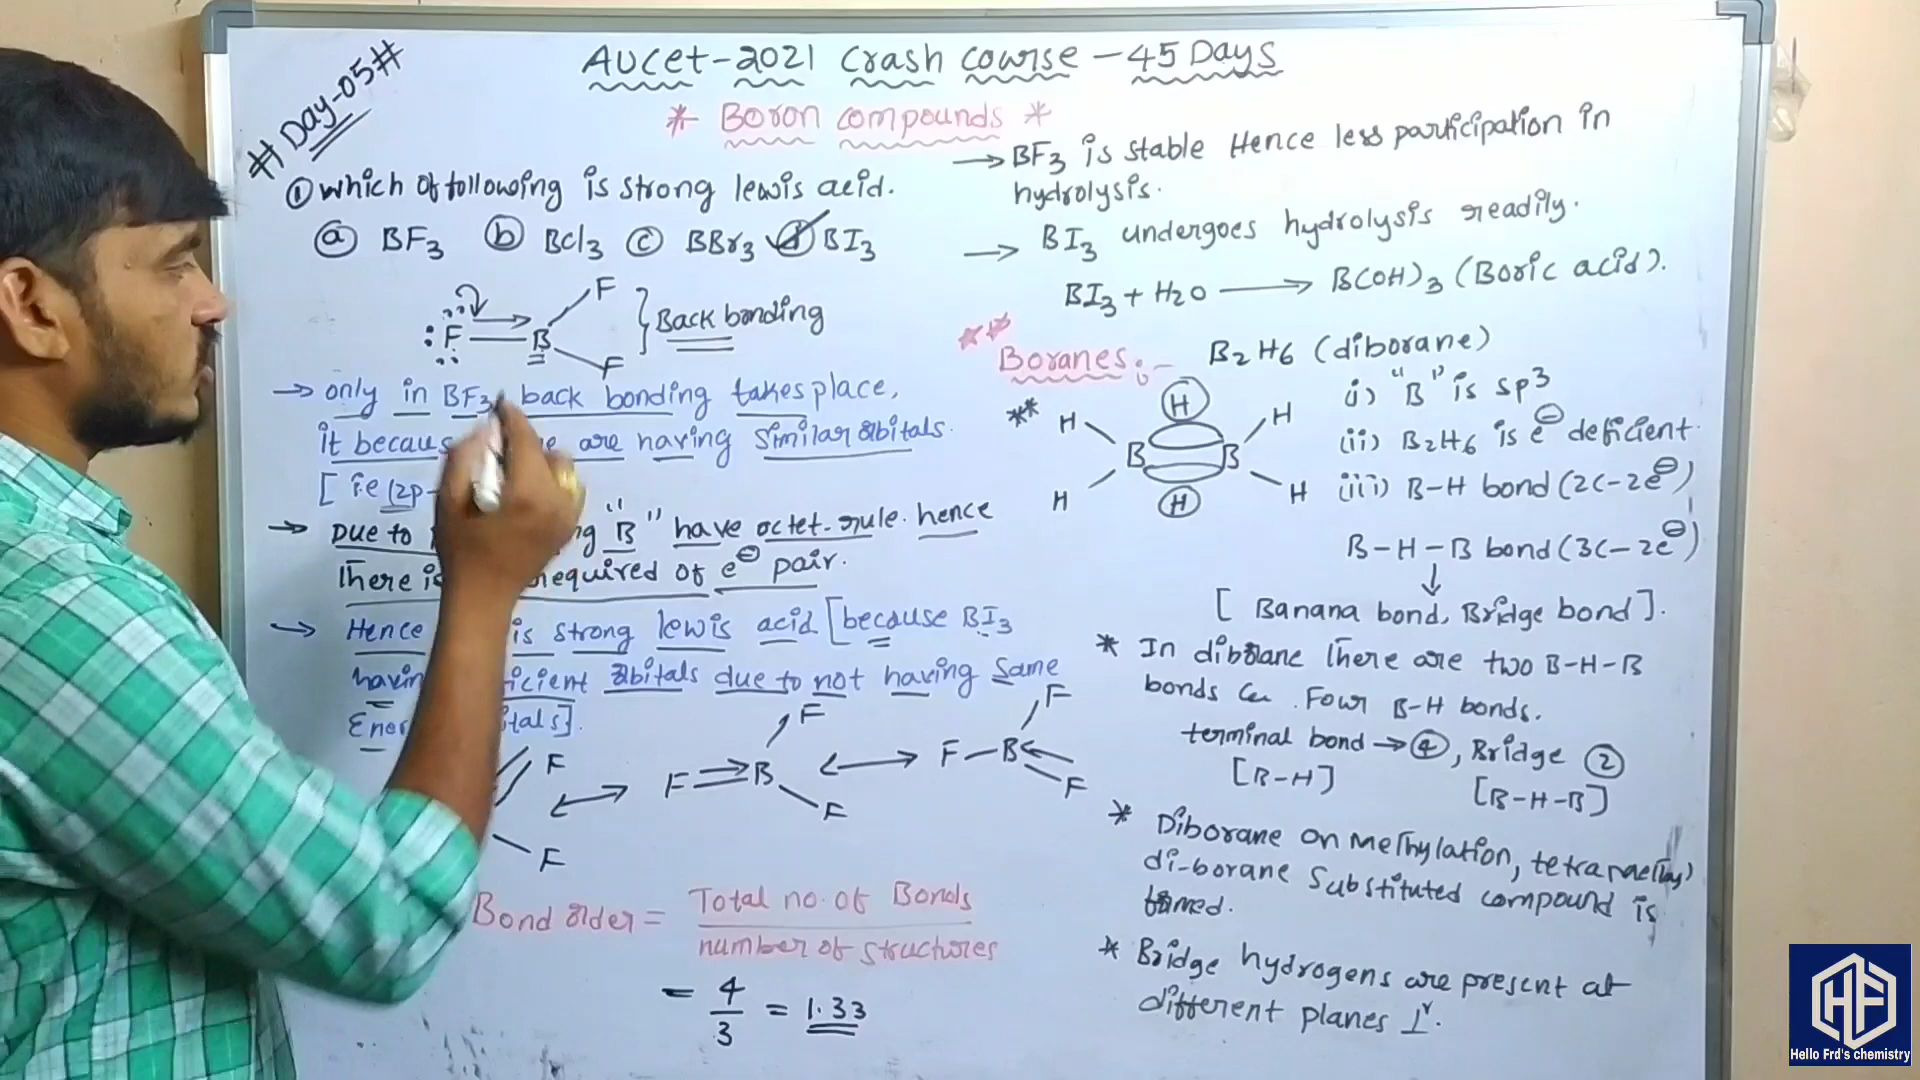 #Day-05#
AUCET-2021 Crash Course - 45 Days
* Boron compounds *
① which of following is strong lewis acid.
ⓐ BF3 ⓑ BCl3 ⓒ BBr3 ⓓ BI3
F B F F } Back bonding
→ only in BF3 back bonding takes place,
it becaus are having similar orbitals.
[ i.e (2p-
→ Due to "B" have octet rule. hence
There is required of e⊖ pair.
→ Hence is strong lewis acid [because BI3
having orbitals due to not having same
F F ↔ F B F F ↔ F-B F F
Bond order = Total no. of Bonds
number of structures
= 4/3 = 1.33
→ BF3 is stable Hence less participation in
hydrolysis.
→ BI3 undergoes hydrolysis readily.
BI3 + H2O → B(OH)3 (Boric acid).
** Boranes :- B2H6 (diborane)
** H H H B B H H H
i) "B" is sp3
(ii) B2H6 is e⊖ deficient
(iii) B-H bond (2C-2e⊖)
B-H-B bond (3C-2e⊖)
↓
[ Banana bond, Bridge bond ].
* In diborane There are two B-H-B
bonds Four B-H bonds.
terminal bond → ④, Bridge ②
[B-H] [B-H-B]
* Diborane on Methylation,
di-borane substituted compound is
formed.
* Bridge hydrogens are present at
different planes ⊥r.
HF
Hello Frd's chemistry